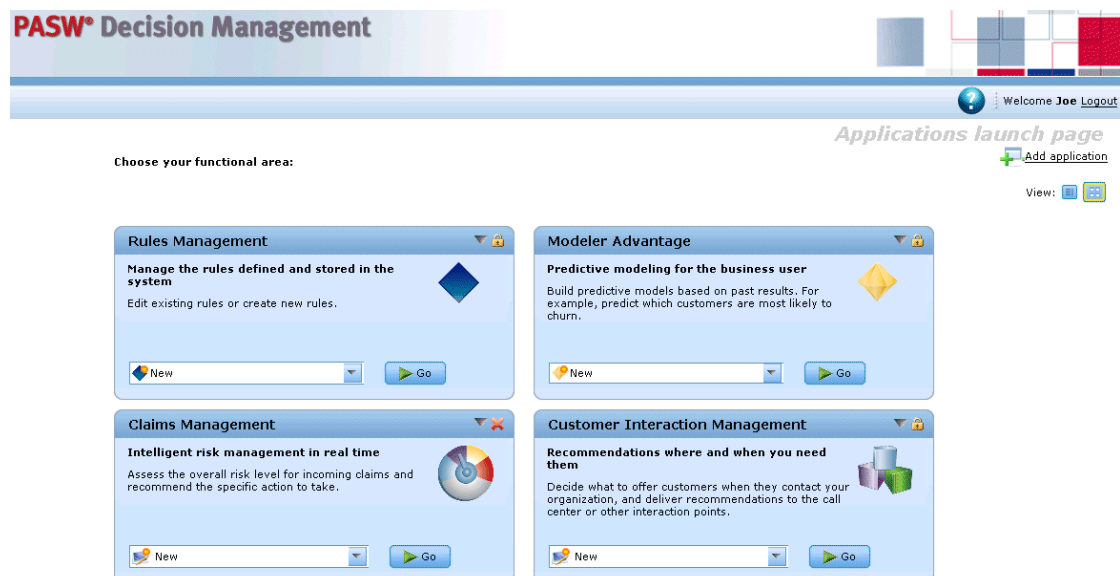 PASW® Decision Management
Welcome Joe Logout
Applications launch page
Choose your functional area:
Add application
View:
Rules Management
Manage the rules defined and stored in the
system
Edit existing rules or create new rules.
New
Go
Modeler Advantage
Predictive modeling for the business user
Build predictive models based on past results. For
example, predict which customers are most likely to
churn.
New
Go
Claims Management
Intelligent risk management in real time
Assess the overall risk level for incoming claims and
recommend the specific action to take.
New
Go
Customer Interaction Management
Recommendations where and when you need
them
Decide what to offer customers when they contact your
organization, and deliver recommendations to the call
center or other interaction points.
New
Go